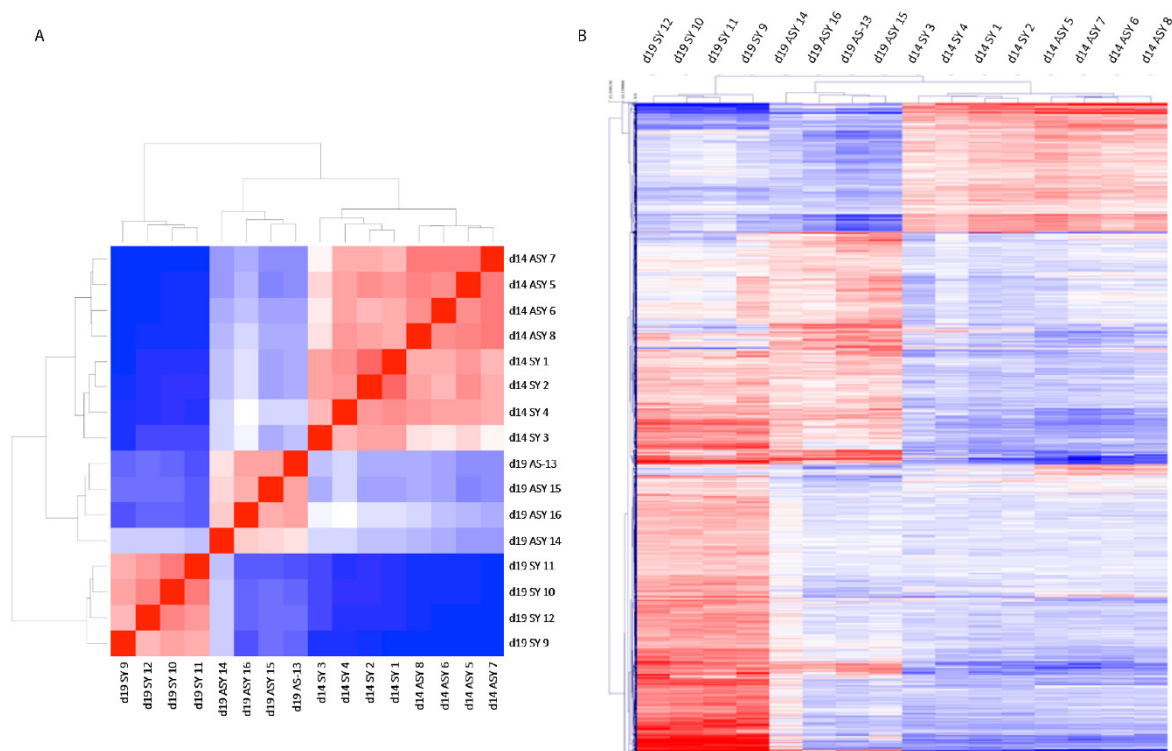 A
B
d19 SY 12
d19 SY 10
d19 SY 11
d19 SY 9
d19 ASY 14
d19 ASY 16
d19 AS-13
d19 ASY 15
d14 SY 3
d14 SY 4
d14 SY 1
d14 SY 2
d14 ASY 5
d14 ASY 7
d14 ASY 6
d14 ASY 8
d14 ASY 7
d14 ASY 5
d14 ASY 6
d14 ASY 8
d14 SY 1
d14 SY 2
d14 SY 4
d14 SY 3
d19 AS-13
d19 ASY 15
d19 ASY 16
d19 ASY 14
d19 SY 11
d19 SY 10
d19 SY 12
d19 SY 9
d19 SY 9
d19 SY 12
d19 SY 10
d19 SY 11
d19 ASY 14
d19 ASY 16
d19 ASY 15
d19 AS-13
d14 SY 3
d14 SY 4
d14 SY 2
d14 SY 1
d14 ASY 8
d14 ASY 6
d14 ASY 5
d14 ASY 7